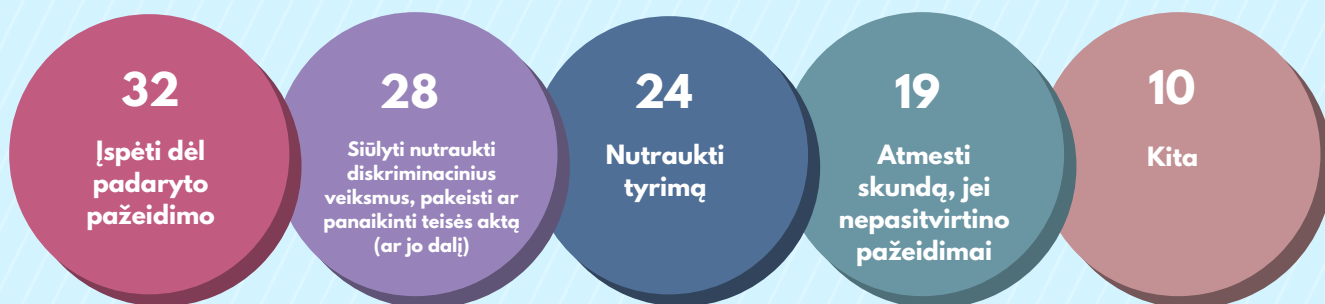 32
Įspėti dėl
padaryto
pažeidimo
28
Siūlyti nutraukti
diskriminacinius
veiksmus, pakeisti ar
panaikinti teisės aktą
(ar jo dalį)
24
Nutraukti
tyrimą
19
Atmesti
skundą, jei
nepasitvirtino
pažeidimai
10
Kita